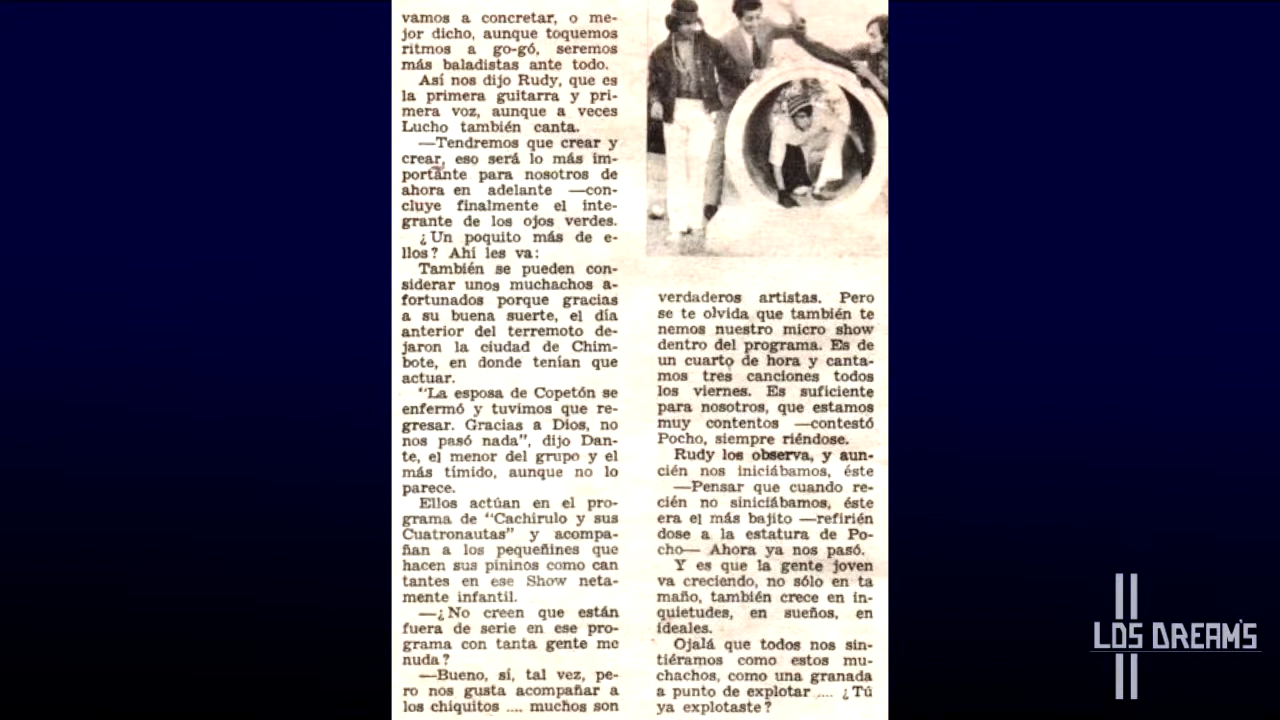 vamos a concretar, o me-
jor dicho, aunque toquemos
ritmos a go-gó, seremos
más baladistas ante todo.
Así nos dijo Rudy, que es
la primera guitarra y pri-
mera voz, aunque a veces
Lucho también canta.
—Tendremos que crear y
crear, eso será lo más im-
portante para nosotros de
ahora en adelante —con-
cluye finalmente el inte-
grante de los ojos verdes.
¿Un poquito más de e-
llos? Ahí les va:
También se pueden con-
siderar unos muchachos a-
fortunados porque gracias
a su buena suerte, el día
anterior del terremoto de-
jaron la ciudad de Chim-
bote, en donde tenían que
actuar.
"La esposa de Copetón se
enfermó y tuvimos que re-
gresar. Gracias a Dios, no
nos pasó nada", dijo Dan-
te, el menor del grupo y el
más tímido, aunque no lo
parece.
Ellos actúan en el pro-
grama de "Cachirulo y sus
Cuatronautas" y acompa-
ñan a los pequeñines que
hacen sus pininos como can
tantes en ese Show neta-
mente infantil.
—¿No creen que están
fuera de serie en ese pro-
grama con tanta gente me
nuda?
—Bueno, sí, tal vez, pe-
ro nos gusta acompañar a
los chiquitos .... muchos son
verdaderos artistas. Pero
se te olvida que también te
nemos nuestro micro show
dentro del programa. Es de
un cuarto de hora y canta-
mos tres canciones todos
los viernes. Es suficiente
para nosotros, que estamos
muy contentos —contestó
Pocho, siempre riéndose.
Rudy los observa, y aun-
cién nos iniciábamos, éste
—Pensar que cuando re-
cién no siniciábamos, éste
era el más bajito —refirién
dose a la estatura de Po-
cho— Ahora ya nos pasó.
Y es que la gente joven
va creciendo, no sólo en ta
maño, también crece en in-
quietudes, en sueños, en
ideales.
Ojalá que todos nos sin-
tiéramos como estos mu-
chachos, como una granada
a punto de explotar .... ¿Tú
ya explotaste?
LOS DREAM'S